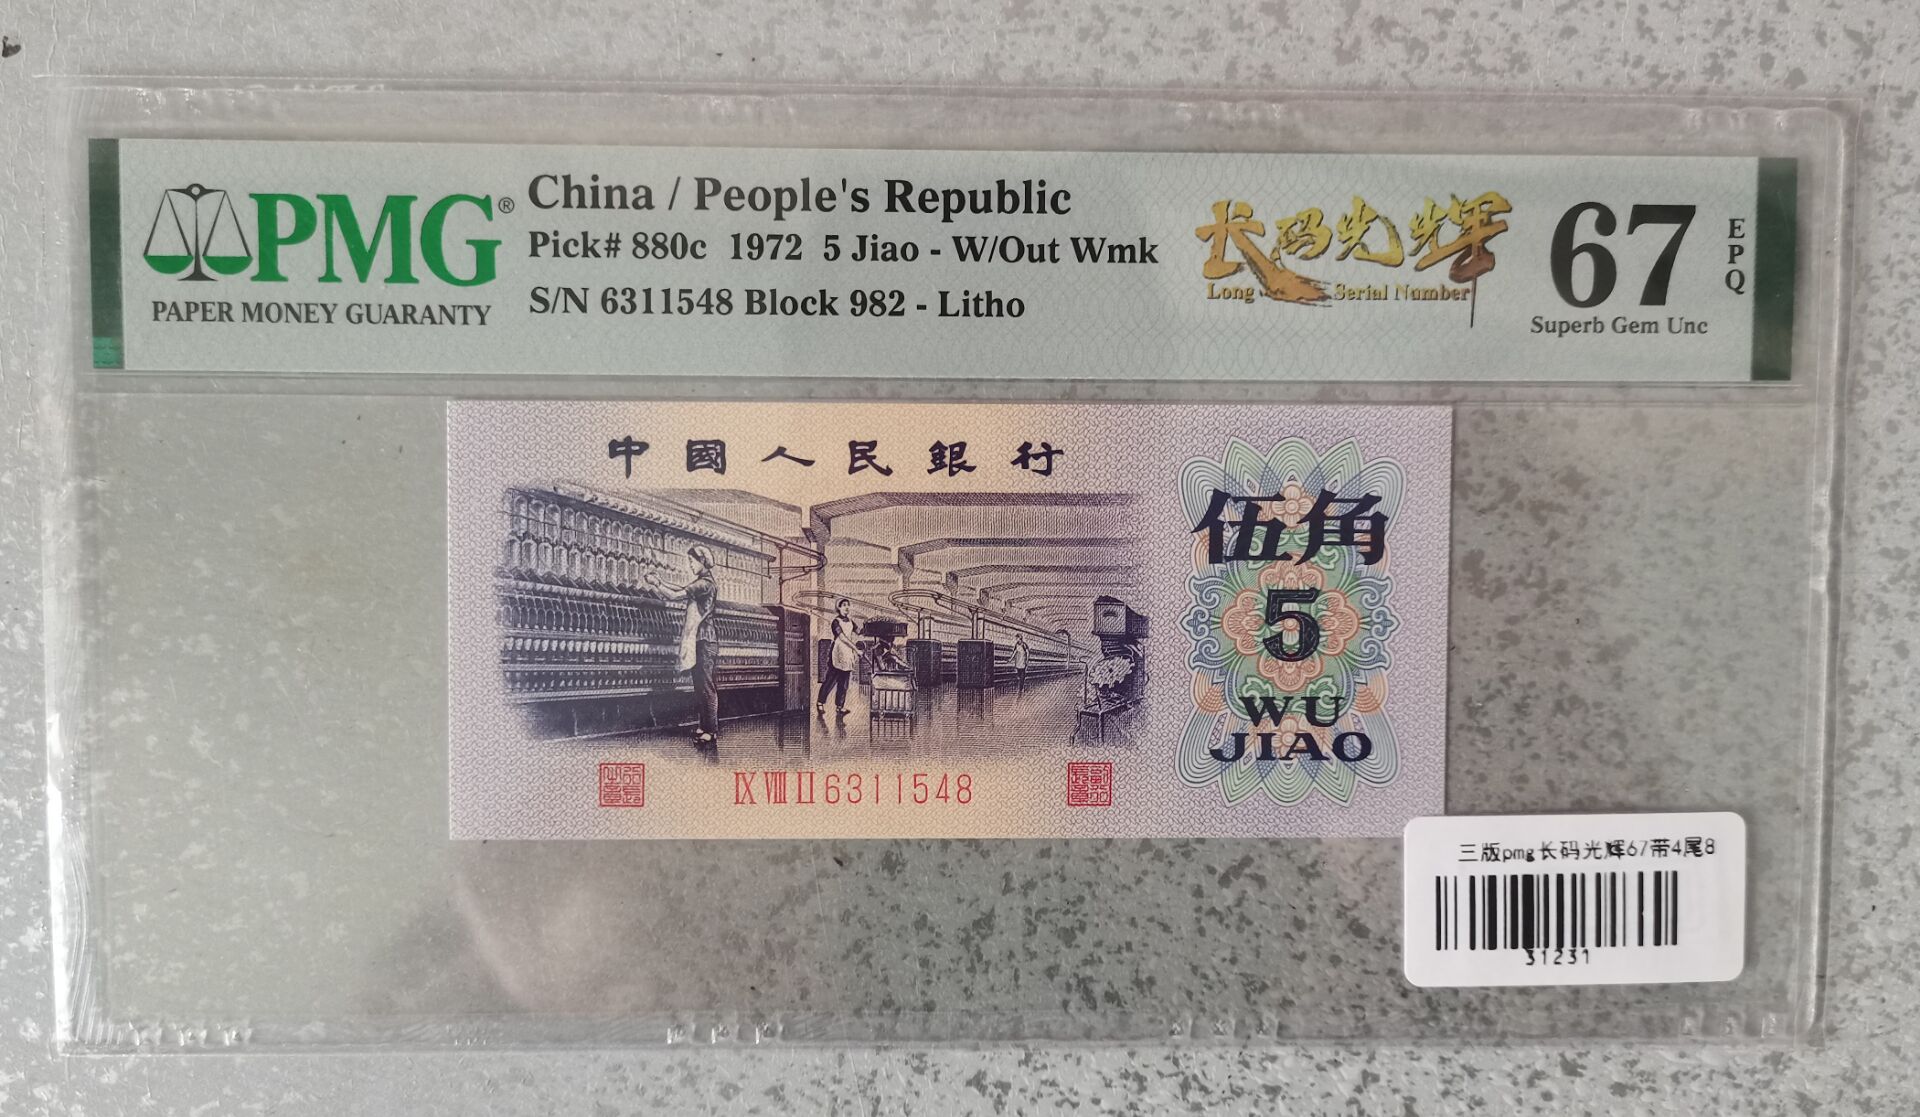 PMG®
PAPER MONEY GUARANTY
China / People's Republic
Pick# 880c 1972 5 Jiao - W/Out Wmk
S/N 6311548 Block 982 - Litho
长码光辉
Long Serial Number
67
EPQ
Superb Gem Unc
中國人民銀行
伍角
5
WU
JIAO
ⅨⅧⅡ6311548
三版pmg长码光辉67带4尾8
31231